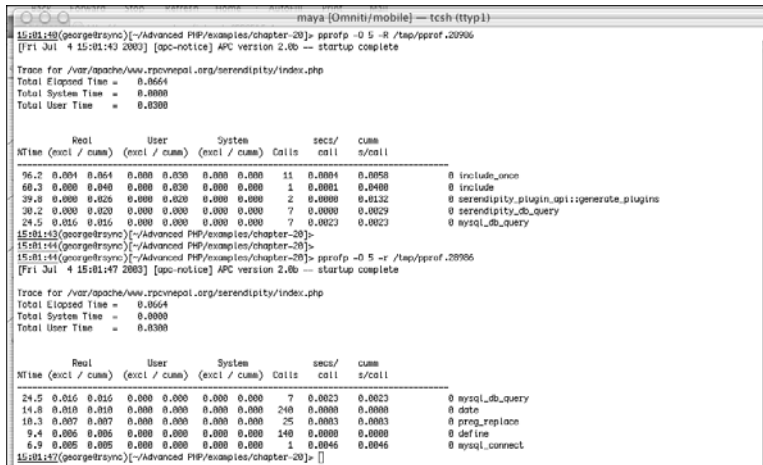 maya [Omniti/mobile] — tcsh (ttyp1)
15:01:40(george@rsync)[~/Advanced PHP/examples/chapter-20]> pprofp -O 5 -R /tmp/pprof.28986
[Fri Jul  4 15:01:43 2003] [apc-notice] APC version 2.0b -- startup complete
Trace for /var/apache/www.rpcvnepal.org/serendipity/index.php
Total Elapsed Time =    0.0664
Total System Time  =    0.0000
Total User Time    =    0.0300
Real         User        System             secs/    cumm
%Time (excl / cumm)  (excl / cumm)  (excl / cumm)  Calls    call    s/call
96.2  0.004  0.064   0.000  0.030   0.000  0.000    11    0.0004    0.0058    0 include_once
60.3  0.000  0.040   0.000  0.030   0.000  0.000    1    0.0001    0.0400    0 include
39.8  0.000  0.026   0.000  0.020   0.000  0.000    2    0.0000    0.0132    0 serendipity_plugin_api::generate_plugins
30.2  0.000  0.020   0.000  0.000   0.000  0.000    7    0.0000    0.0029    0 serendipity_db_query
24.5  0.016  0.016   0.000  0.000   0.000  0.000    7    0.0023    0.0023    0 mysql_db_query
15:01:43(george@rsync)[~/Advanced PHP/examples/chapter-20]>
15:01:44(george@rsync)[~/Advanced PHP/examples/chapter-20]>
15:01:44(george@rsync)[~/Advanced PHP/examples/chapter-20]> pprofp -O 5 -r /tmp/pprof.28986
[Fri Jul  4 15:01:47 2003] [apc-notice] APC version 2.0b -- startup complete
Trace for /var/apache/www.rpcvnepal.org/serendipity/index.php
Total Elapsed Time =    0.0664
Total System Time  =    0.0000
Total User Time    =    0.0300
Real         User        System             secs/    cumm
%Time (excl / cumm)  (excl / cumm)  (excl / cumm)  Calls    call    s/call
24.5  0.016  0.016   0.000  0.000   0.000  0.000    7    0.0023    0.0023    0 mysql_db_query
14.8  0.010  0.010   0.000  0.000   0.000  0.000    240    0.0000    0.0000    0 date
10.3  0.007  0.007   0.000  0.000   0.000  0.000    25    0.0003    0.0003    0 preg_replace
9.4  0.006  0.006   0.000  0.000   0.000  0.000    140    0.0000    0.0000    0 define
6.9  0.005  0.005   0.000  0.000   0.000  0.000    1    0.0046    0.0046    0 mysql_connect
15:01:47(george@rsync)[~/Advanced PHP/examples/chapter-20]>